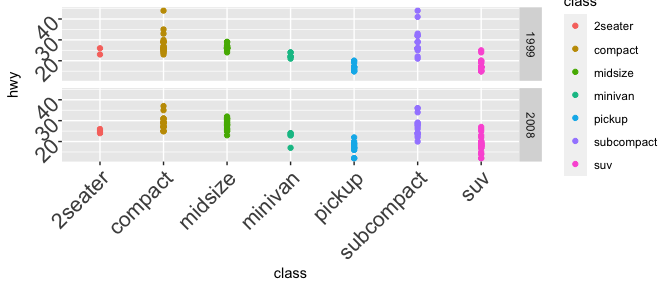 hwy
40
30
20
1999
40
30
20
2008
2seater
compact
midsize
minivan
pickup
subcompact
suv
class
class
2seater
compact
midsize
minivan
pickup
subcompact
suv